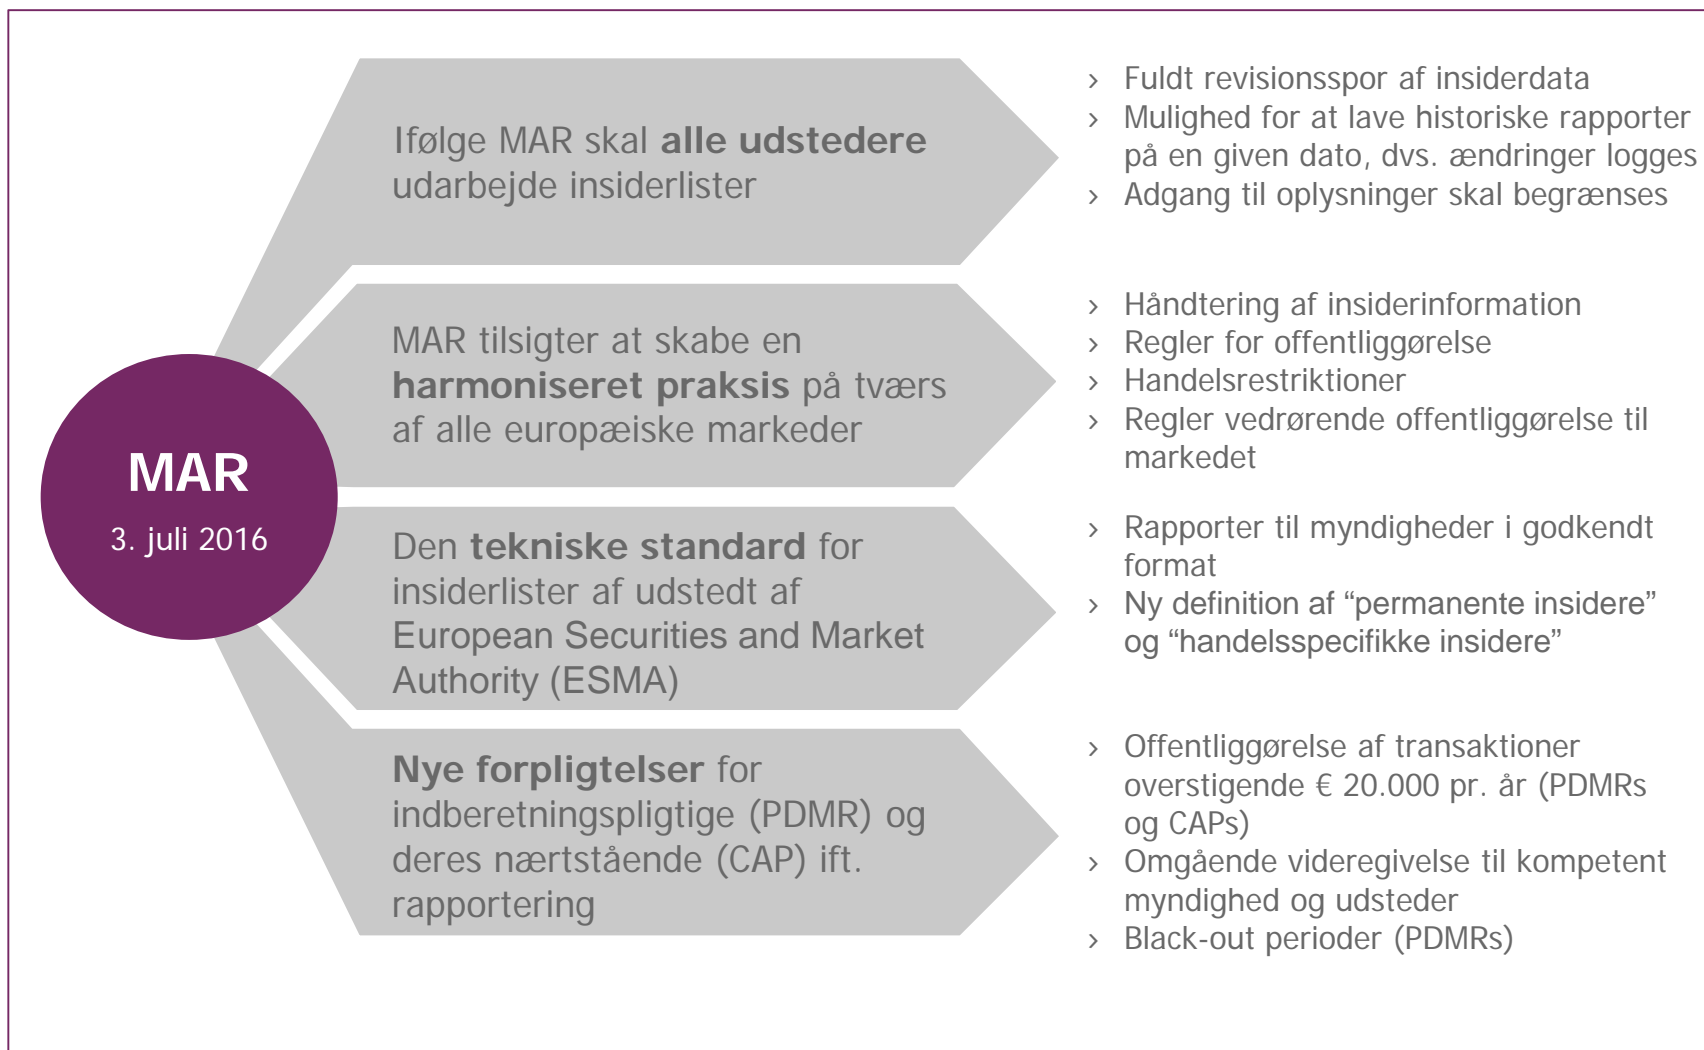 MAR
3. juli 2016
Ifølge MAR skal alle udstedere
udarbejde insiderlister
› Fuldt revisionsspor af insiderdata
› Mulighed for at lave historiske rapporter
på en given dato, dvs. ændringer logges
› Adgang til oplysninger skal begrænses
MAR tilsigter at skabe en
harmoniseret praksis på tværs
af alle europæiske markeder
› Håndtering af insiderinformation
› Regler for offentliggørelse
› Handelsrestriktioner
› Regler vedrørende offentliggørelse til
markedet
Den tekniske standard for
insiderlister af udstedt af
European Securities and Market
Authority (ESMA)
› Rapporter til myndigheder i godkendt
format
› Ny definition af “permanente insidere”
og “handelsspecifikke insidere”
Nye forpligtelser for
indberetningspligtige (PDMR) og
deres nærtstående (CAP) ift.
rapportering
› Offentliggørelse af transaktioner
overstigende € 20.000 pr. år (PDMRs
og CAPs)
› Omgående videregivelse til kompetent
myndighed og udsteder
› Black-out perioder (PDMRs)